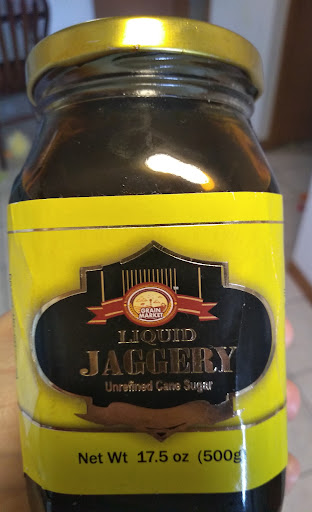 GRAIN
MARKET
LIQUID
JAGGERY
Unrefined Cane Sugar
Net Wt 17.5 oz (500g